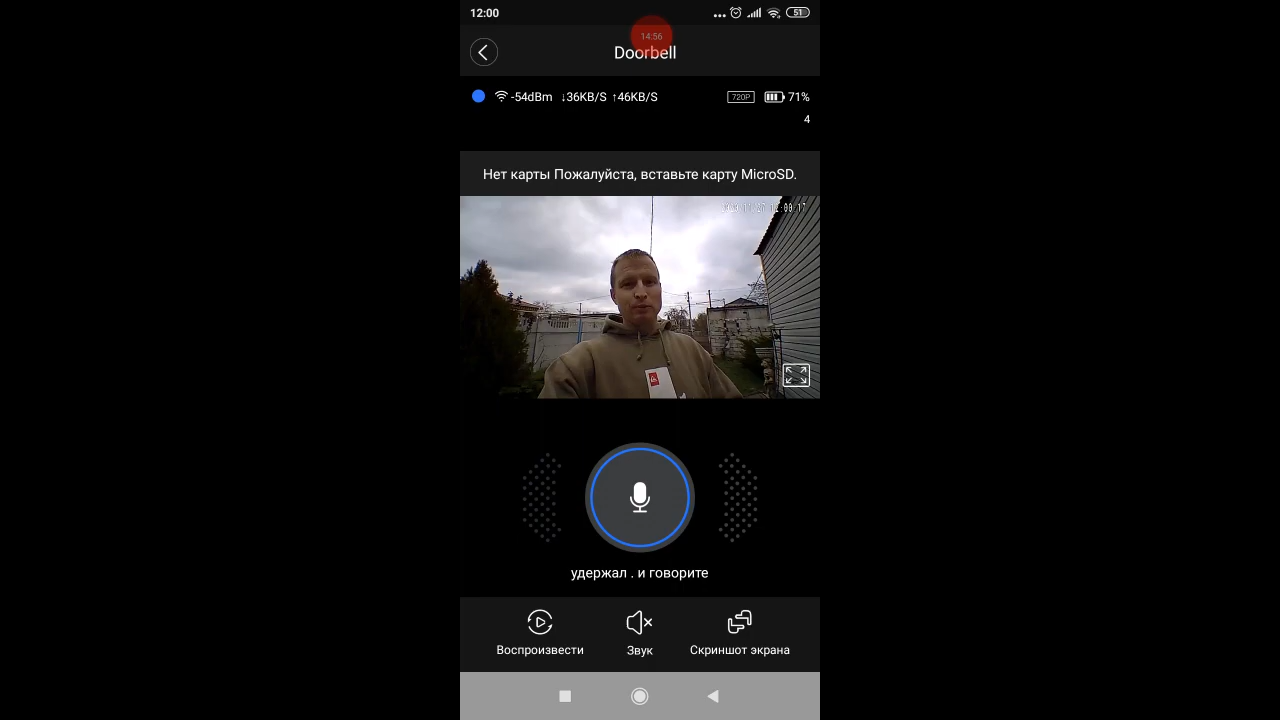 12:00
51
14:56
Doorbell
-54dBm ↓36KB/S ↑46KB/S
720P
71%
4
Нет карты Пожалуйста, вставьте карту MicroSD.
удержал . и говорите
Воспроизвести
Звук
Скриншот экрана